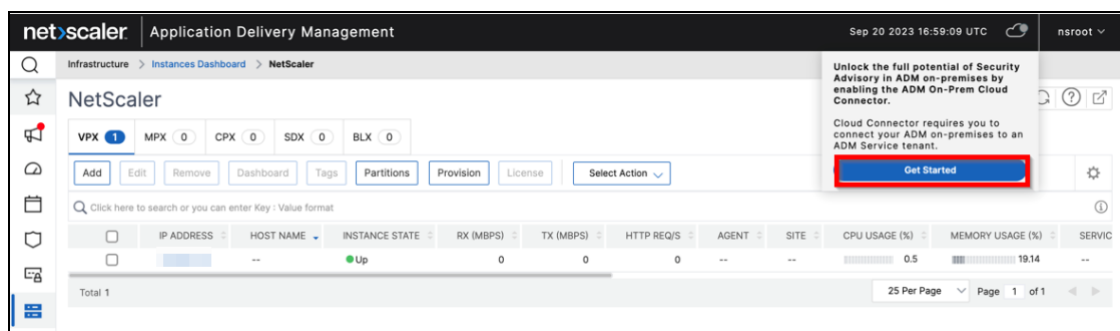 net>scaler Application Delivery Management Sep 20 2023 16:59:09 UTC nsroot
Infrastructure > Instances Dashboard > NetScaler
Unlock the full potential of Security
Advisory in ADM on-premises by
enabling the ADM On-Prem Cloud
Connector.
Cloud Connector requires you to
connect your ADM on-premises to an
ADM Service tenant.
Get Started
NetScaler
VPX 1 MPX 0 CPX 0 SDX 0 BLX 0
Add Edit Remove Dashboard Tags Partitions Provision License Select Action
Click here to search or you can enter Key : Value format
IP ADDRESS HOST NAME INSTANCE STATE RX (MBPS) TX (MBPS) HTTP REQ/S AGENT SITE CPU USAGE (%) MEMORY USAGE (%) SERVIC
-- Up 0 0 0 -- -- 0.5 19.14 --
Total 1 25 Per Page Page 1 of 1